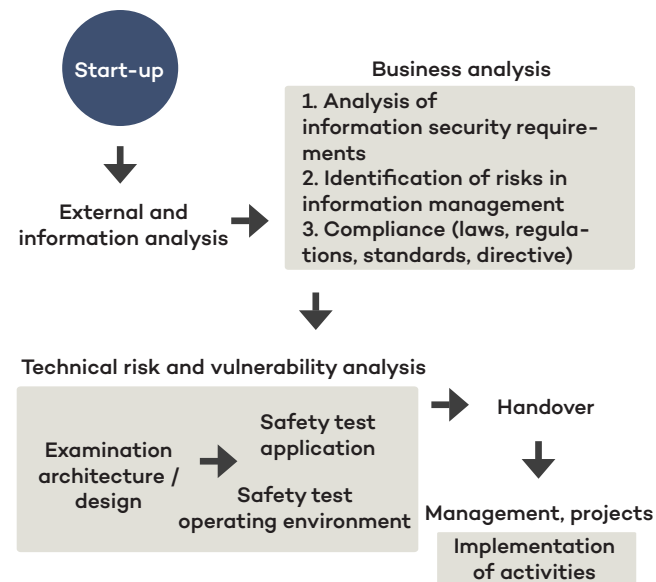 Start-up
External and
information analysis
Business analysis
1. Analysis of
information security require-
ments
2. Identification of risks in
information management
3. Compliance (laws, regula-
tions, standards, directive)
Technical risk and vulnerability analysis
Examination
architecture /
design
Safety test
application
Safety test
operating environment
Handover
Management, projects
Implementation
of activities